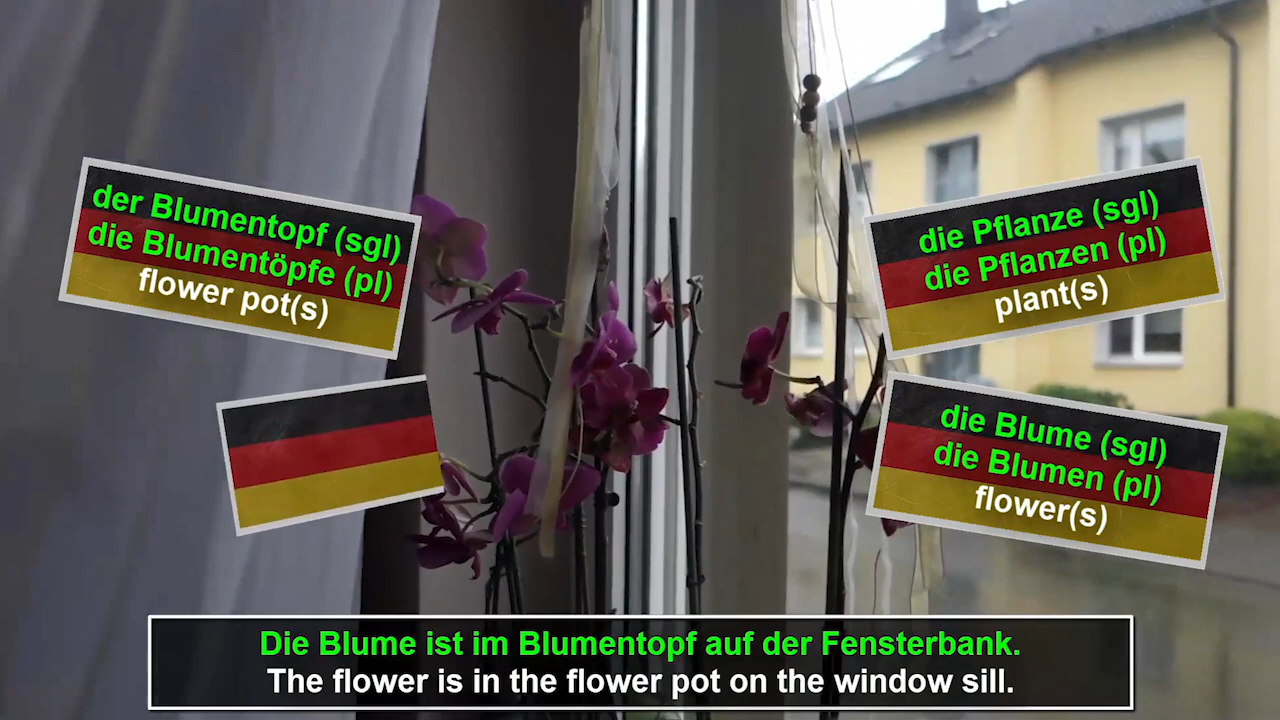 der Blumentopf (sgl)
die Blumentöpfe (pl)
flower pot(s)
die Pflanze (sgl)
die Pflanzen (pl)
plant(s)
die Blume (sgl)
die Blumen (pl)
flower(s)
Die Blume ist im Blumentopf auf der Fensterbank.
The flower is in the flower pot on the window sill.